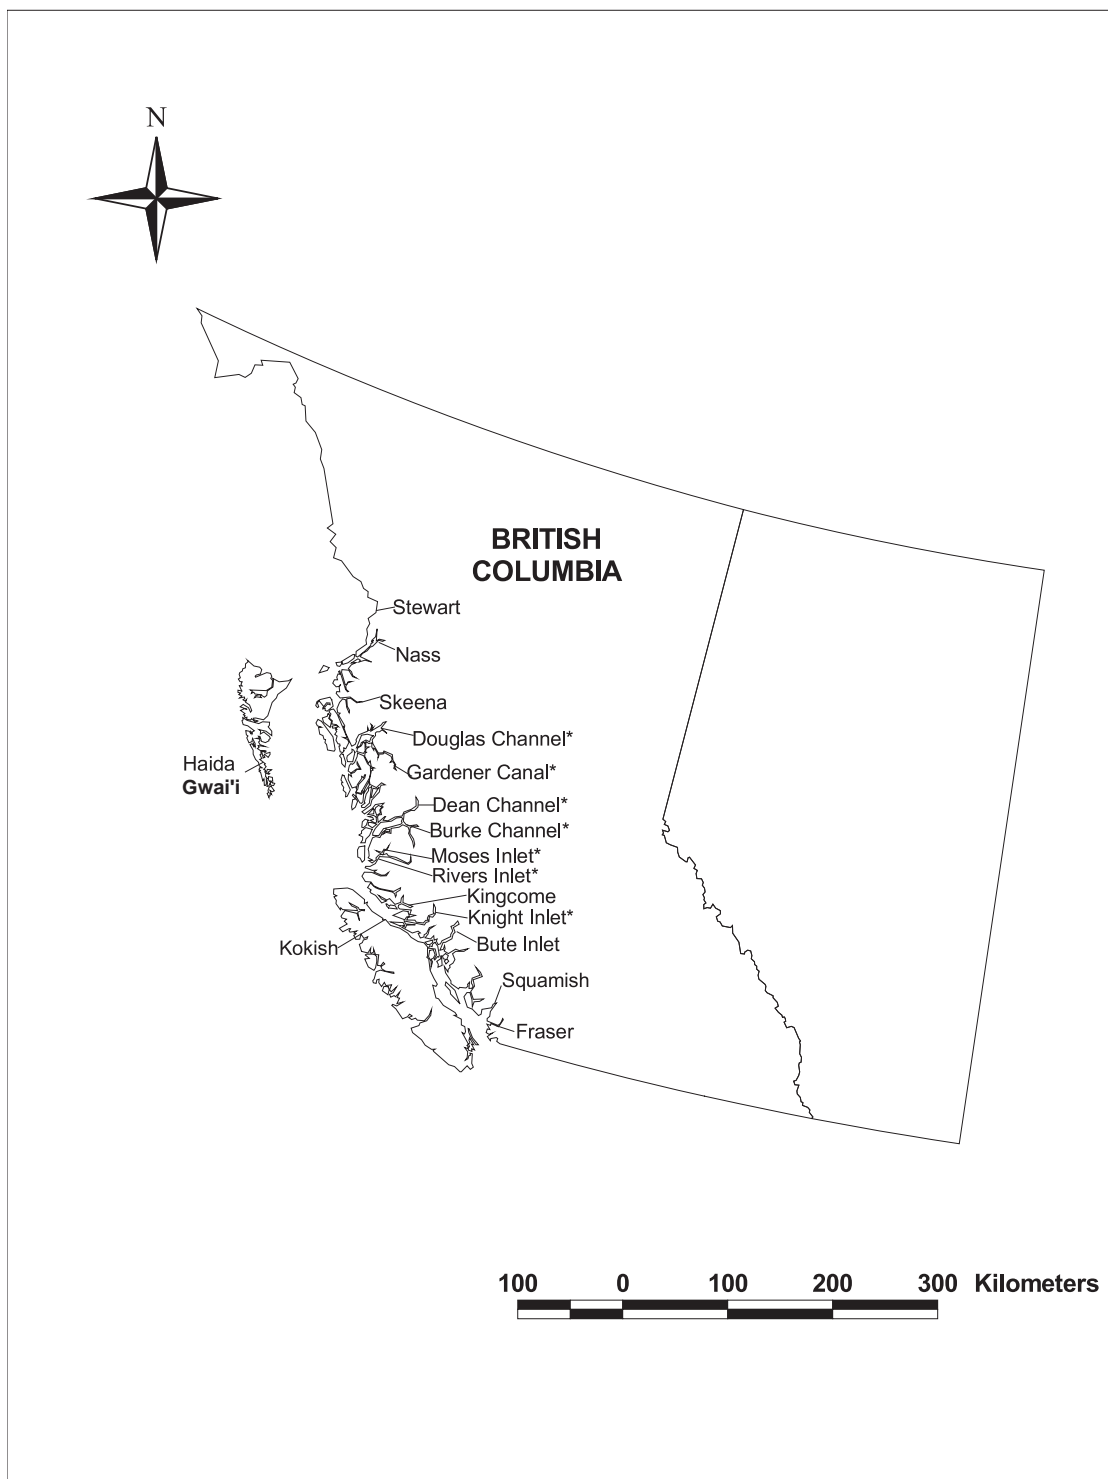 N
BRITISH
COLUMBIA
Stewart
Nass
Skeena
Douglas Channel*
Haida
Gwai'i
Gardener Canal*
Dean Channel*
Burke Channel*
Moses Inlet*
Rivers Inlet*
Kingcome
Knight Inlet*
Kokish
Bute Inlet
Squamish
Fraser
100 0 100 200 300 Kilometers